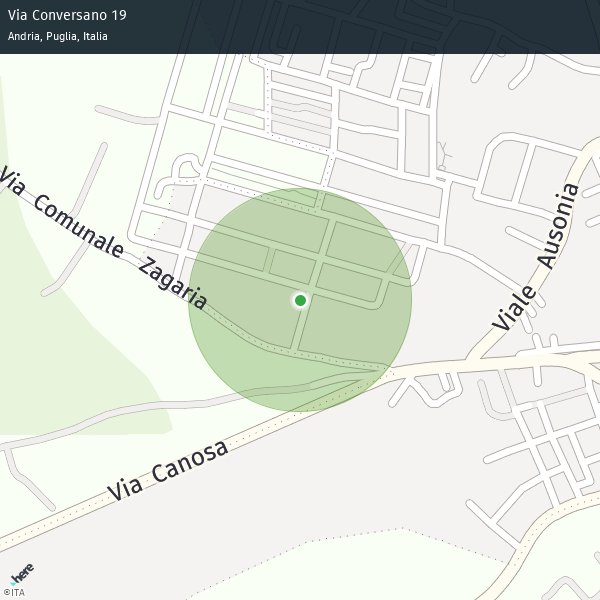 Via Conversano 19
Andria, Puglia, Italia
Via Comunale Zagaria
Viale Ausonia
Via Canosa
here
©ITA